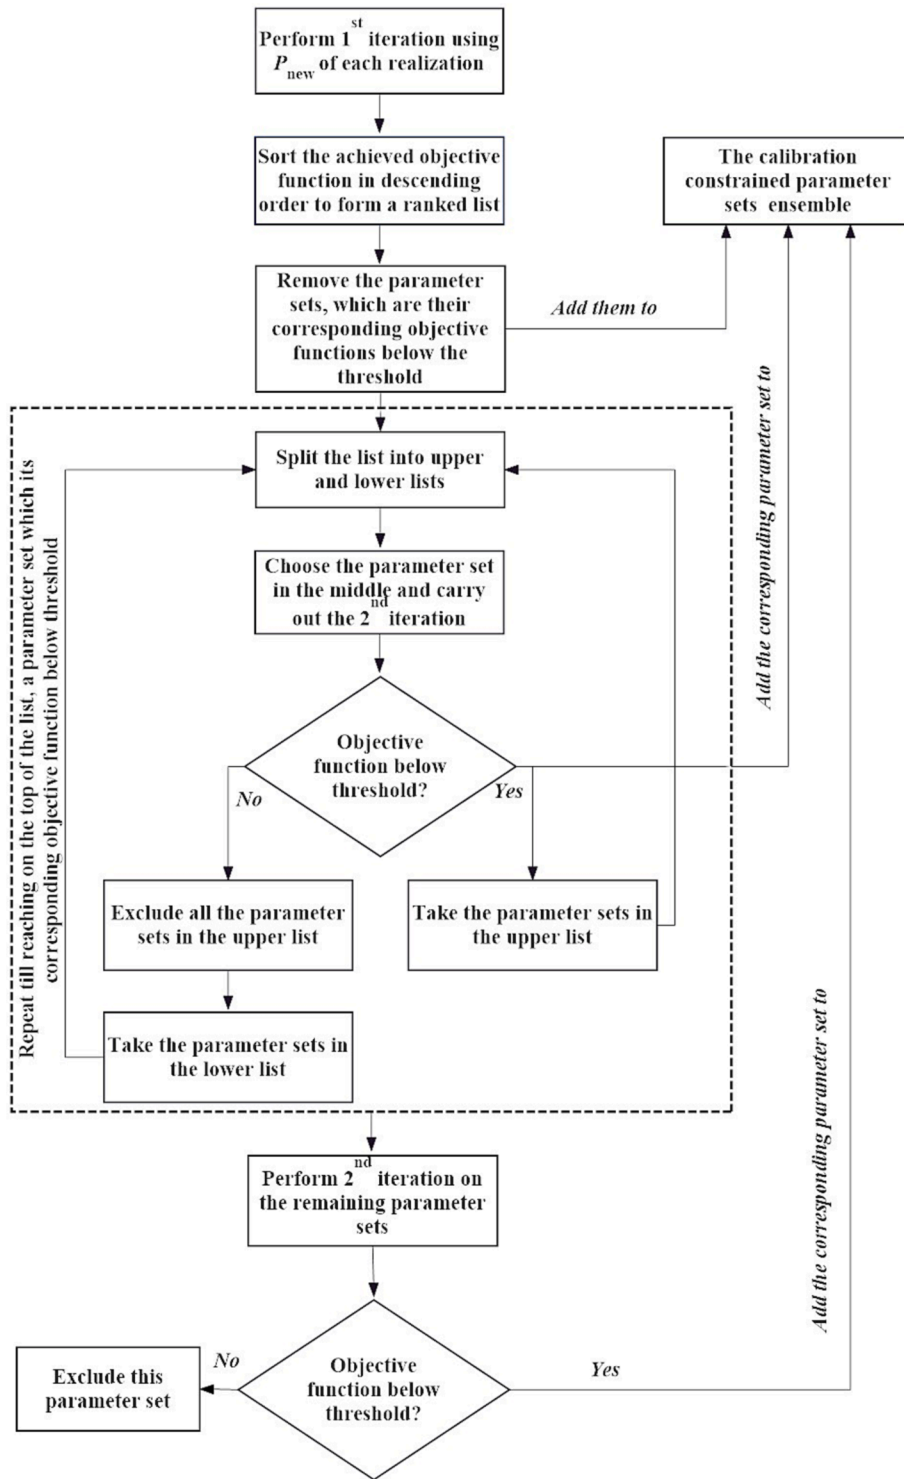 Perform 1st iteration using
Pnew of each realization
Sort the achieved objective
function in descending
order to form a ranked list
The calibration
constrained parameter
sets ensemble
Remove the parameter
sets, which are their
corresponding objective
functions below the
threshold
Add them to
Split the list into upper
and lower lists
Choose the parameter set
in the middle and carry
out the 2nd iteration
Objective
function below
threshold?
No
Yes
Exclude all the parameter
sets in the upper list
Take the parameter sets in
the upper list
Take the parameter sets in
the lower list
Repeat till reaching on the top of the list, a parameter set which its
corresponding objective function below threshold
Add the corresponding parameter set to
Perform 2nd iteration on
the remaining parameter
sets
Objective
function below
threshold?
No
Yes
Exclude this
parameter set
Add the corresponding parameter set to